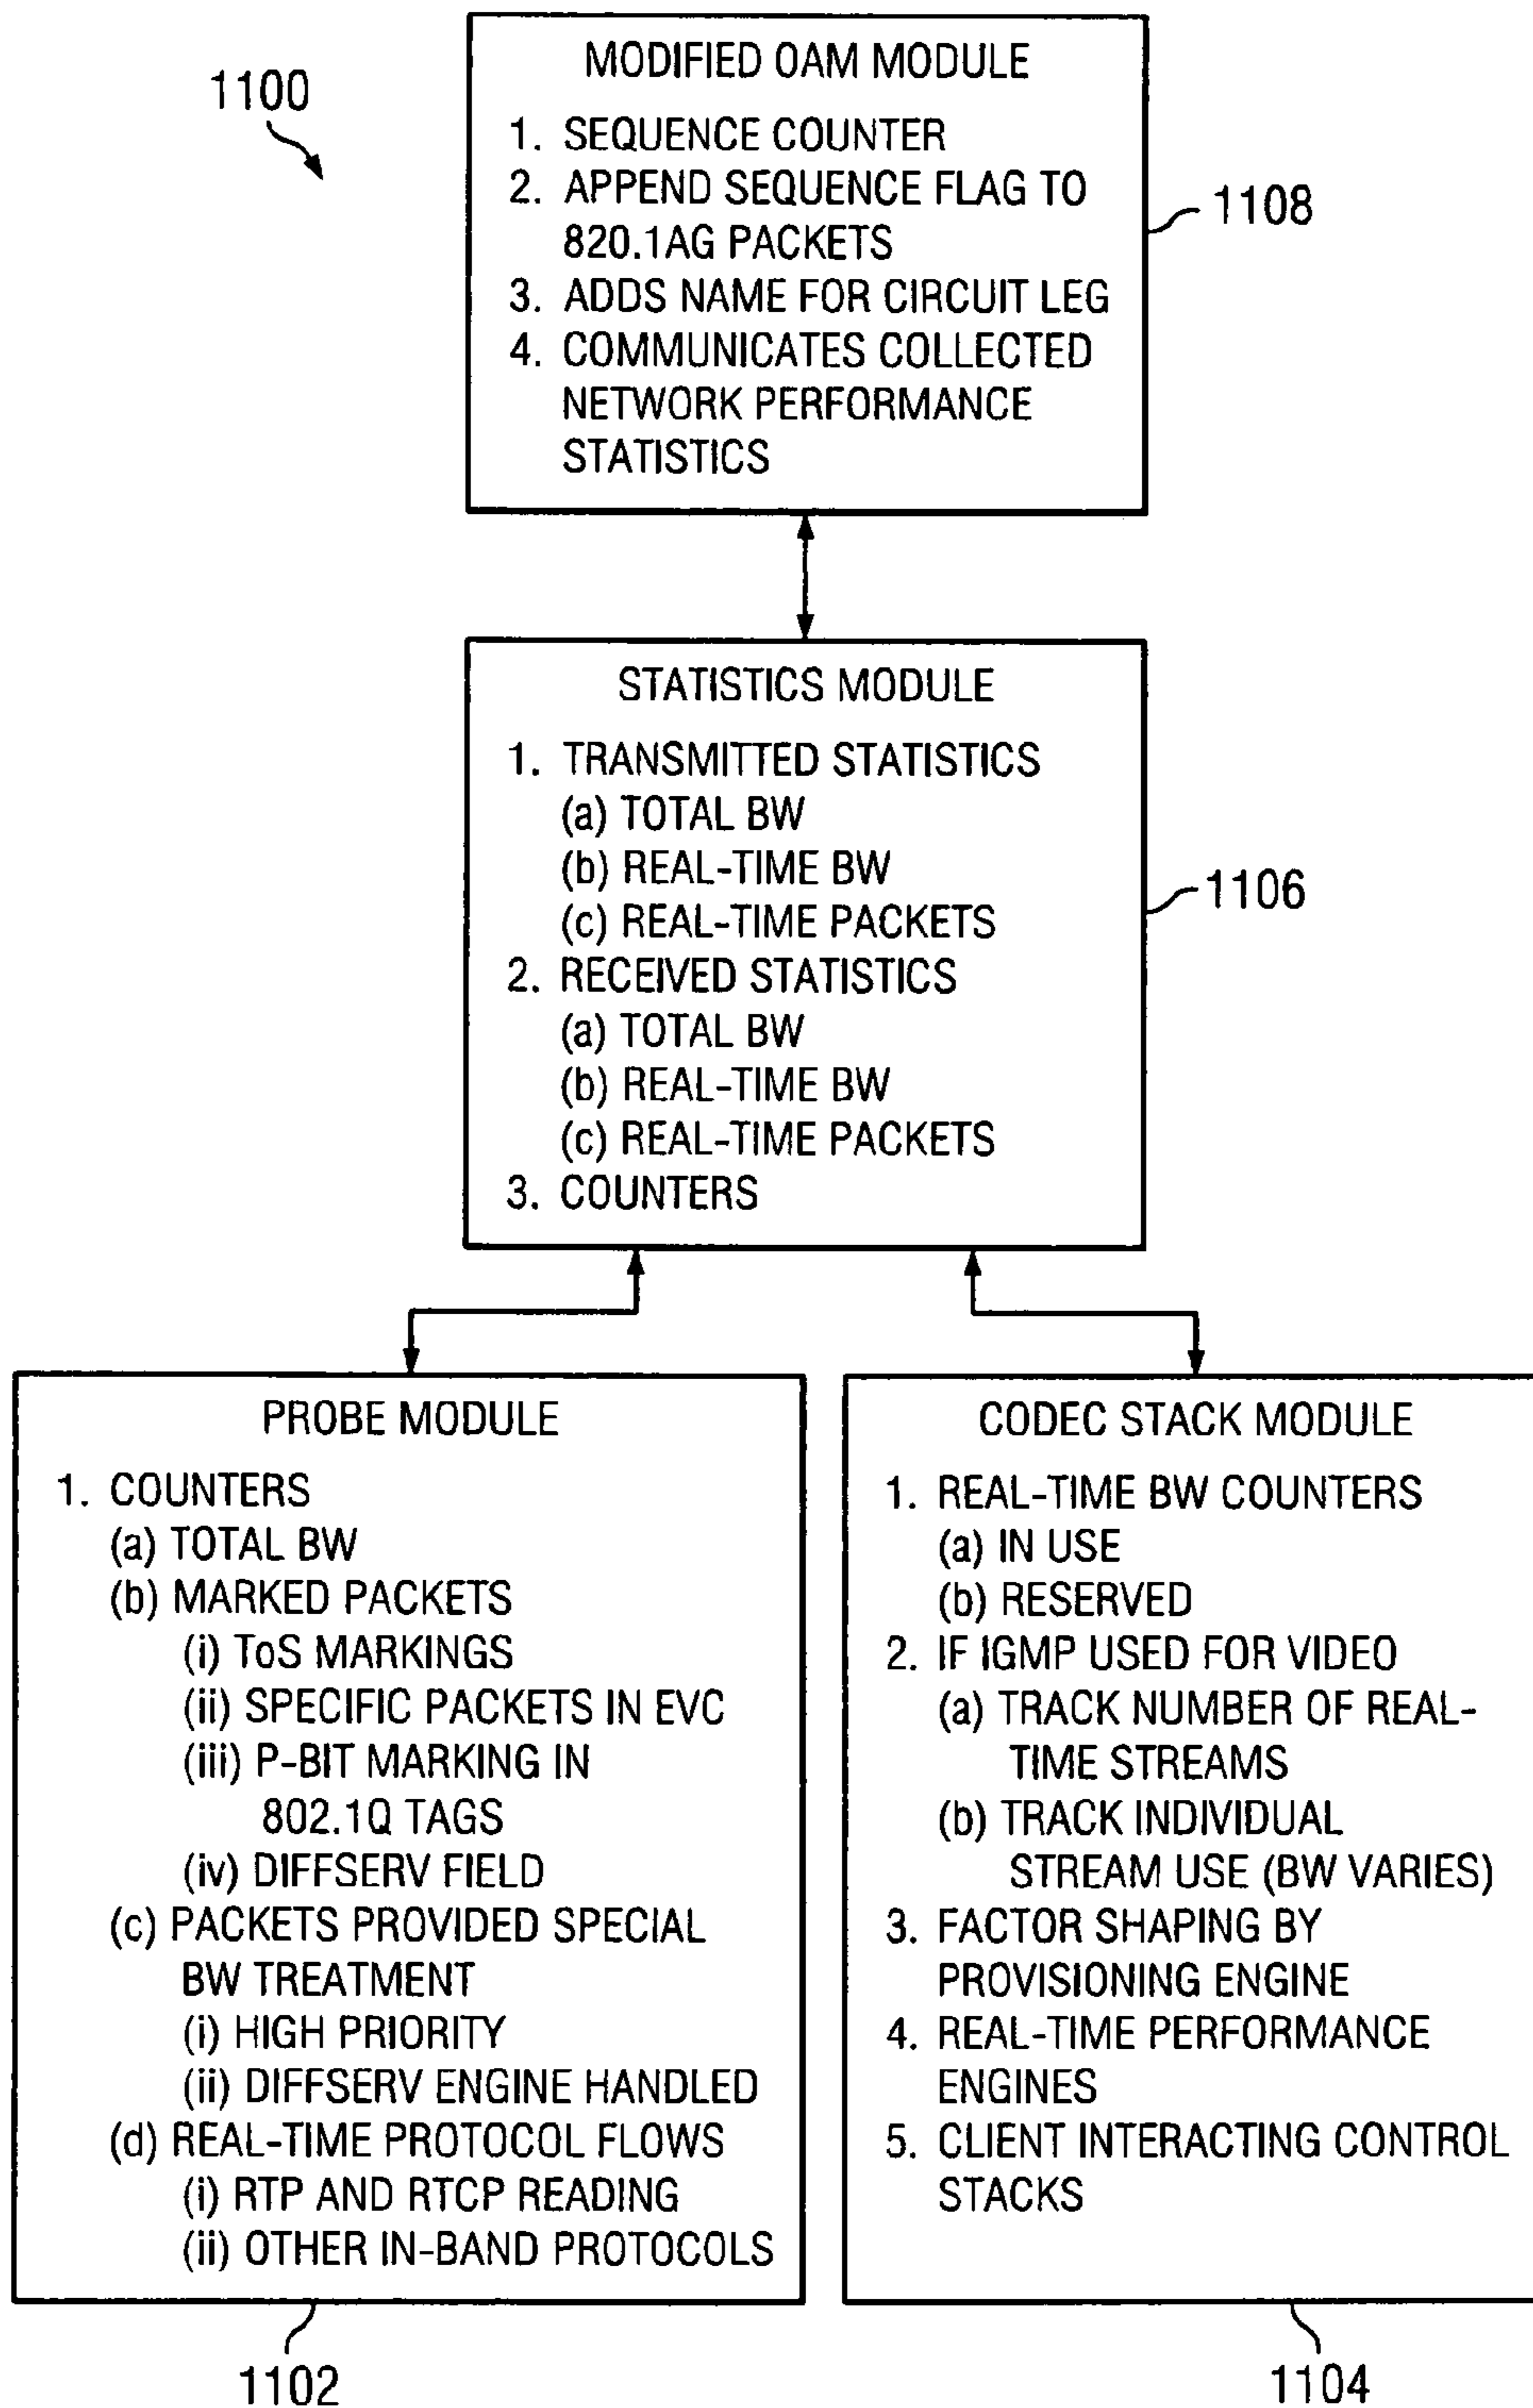 1100
MODIFIED OAM MODULE
1. SEQUENCE COUNTER
2. APPEND SEQUENCE FLAG TO
820.1AG PACKETS
3. ADDS NAME FOR CIRCUIT LEG
4. COMMUNICATES COLLECTED
NETWORK PERFORMANCE
STATISTICS
1108
STATISTICS MODULE
1. TRANSMITTED STATISTICS
(a) TOTAL BW
(b) REAL-TIME BW
(c) REAL-TIME PACKETS
2. RECEIVED STATISTICS
(a) TOTAL BW
(b) REAL-TIME BW
(c) REAL-TIME PACKETS
3. COUNTERS
1106
PROBE MODULE
1. COUNTERS
(a) TOTAL BW
(b) MARKED PACKETS
(i) ToS MARKINGS
(ii) SPECIFIC PACKETS IN EVC
(iii) P-BIT MARKING IN
802.1Q TAGS
(iv) DIFFSERV FIELD
(c) PACKETS PROVIDED SPECIAL
BW TREATMENT
(i) HIGH PRIORITY
(ii) DIFFSERV ENGINE HANDLED
(d) REAL-TIME PROTOCOL FLOWS
(i) RTP AND RTCP READING
(ii) OTHER IN-BAND PROTOCOLS
1102
CODEC STACK MODULE
1. REAL-TIME BW COUNTERS
(a) IN USE
(b) RESERVED
2. IF IGMP USED FOR VIDEO
(a) TRACK NUMBER OF REAL-
TIME STREAMS
(b) TRACK INDIVIDUAL
STREAM USE (BW VARIES)
3. FACTOR SHAPING BY
PROVISIONING ENGINE
4. REAL-TIME PERFORMANCE
ENGINES
5. CLIENT INTERACTING CONTROL
STACKS
1104